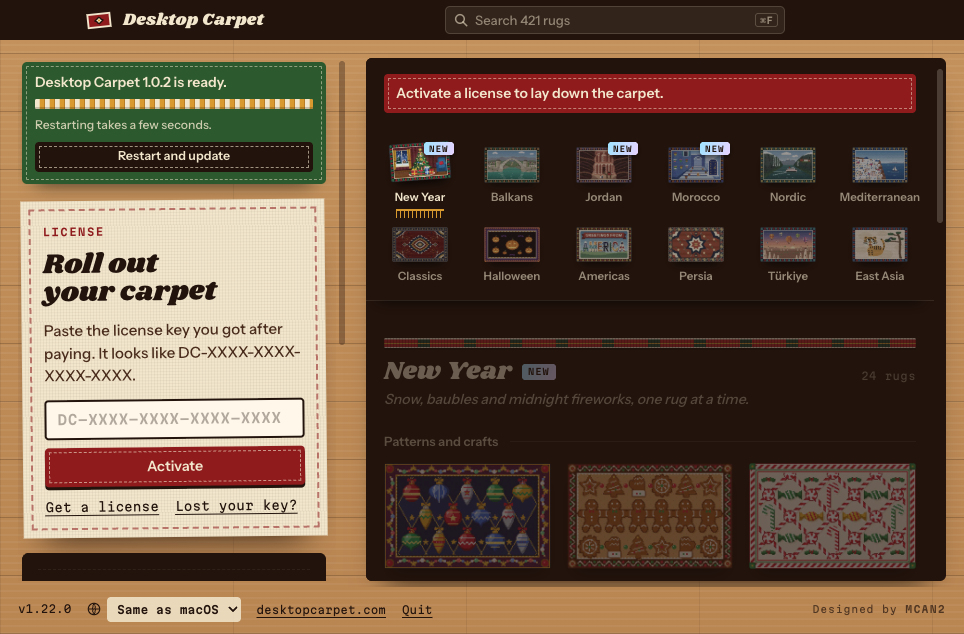 Desktop Carpet
Search 421 rugs
⌘F
Desktop Carpet 1.0.2 is ready.
Restarting takes a few seconds.
Restart and update
LICENSE
Roll out
your carpet
Paste the license key you got after
paying. It looks like DC-XXXX-XXXX-
XXXX-XXXX.
DC-XXXX-XXXX-XXXX-XXXX
Activate
Get a license Lost your key?
Activate a license to lay down the carpet.
NEW NEW NEW
New Year Balkans Jordan Morocco Nordic Mediterranean
Classics Halloween Americas Persia Türkiye East Asia
New Year NEW
24 rugs
Snow, baubles and midnight fireworks, one rug at a time.
Patterns and crafts
v1.22.0 Same as macOS desktopcarpet.com Quit
Designed by MCAN2